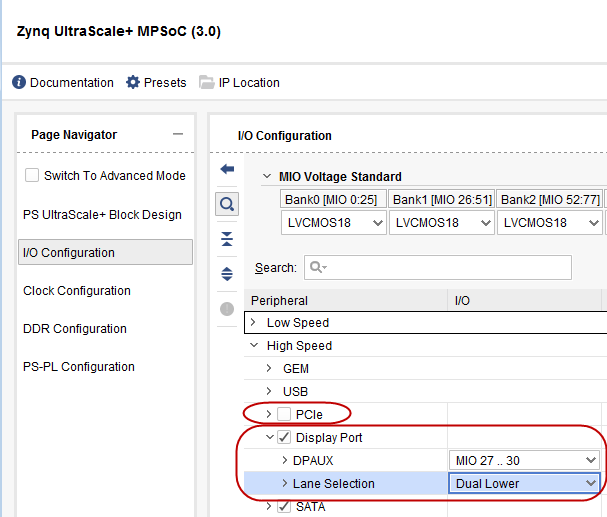 Zynq UltraScale+ MPSoC (3.0)
Documentation Presets IP Location
Page Navigator
Switch To Advanced Mode
PS UltraScale+ Block Design
I/O Configuration
Clock Configuration
DDR Configuration
PS-PL Configuration
I/O Configuration
MIO Voltage Standard
Bank0 [MIO 0:25] Bank1 [MIO 26:51] Bank2 [MIO 52:77]
LVCMOS18 LVCMOS18 LVCMOS18
Search:
Peripheral I/O
Low Speed
High Speed
GEM
USB
PCIe
Display Port
DPAUX MIO 27 .. 30
Lane Selection Dual Lower
SATA